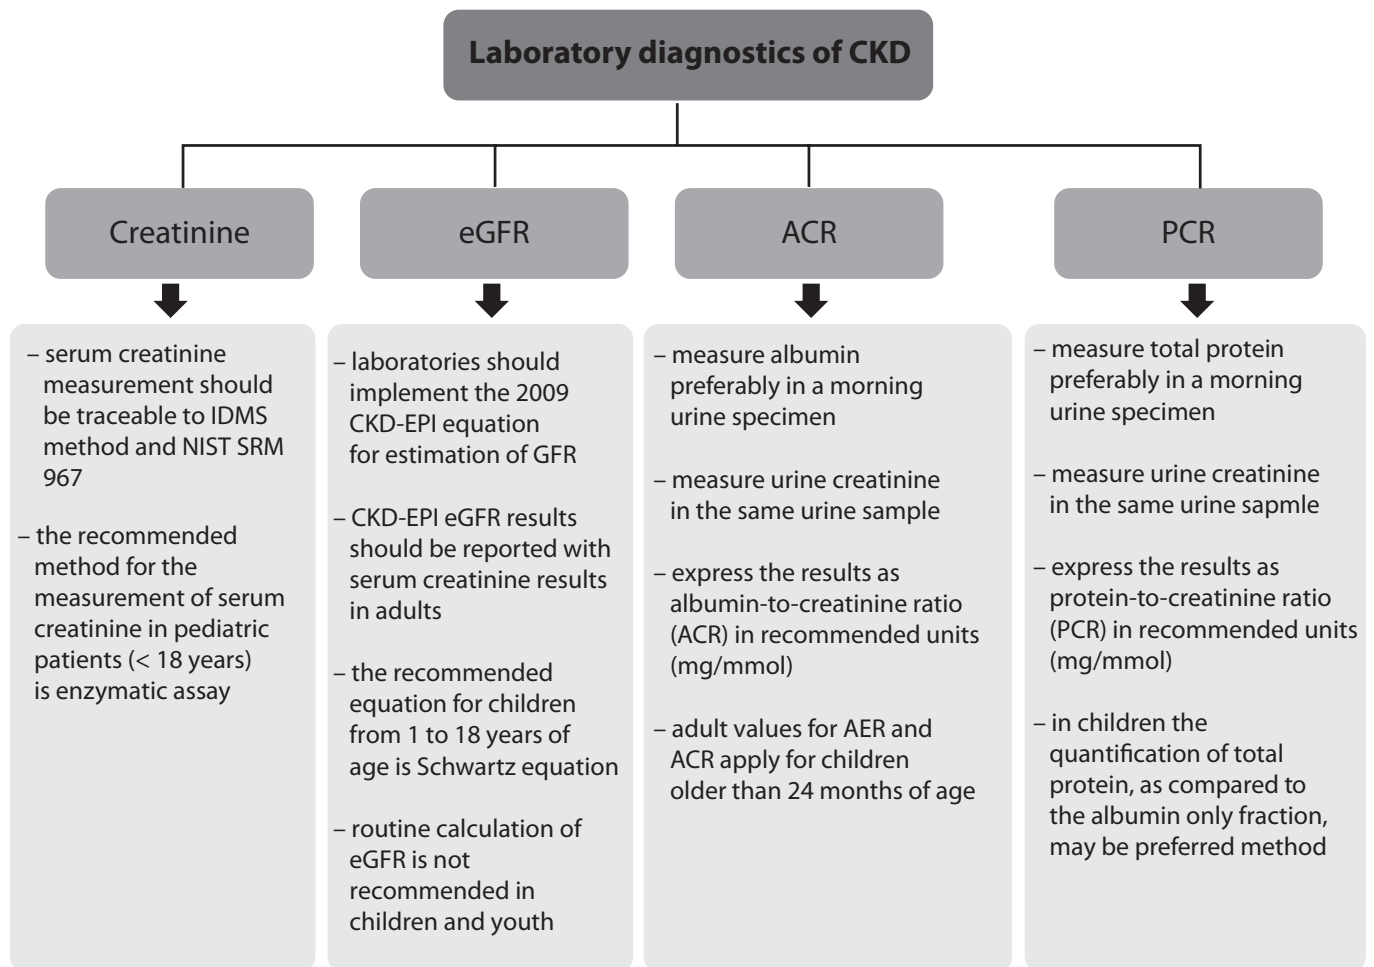 Laboratory diagnostics of CKD
Creatinine
– serum creatinine
measurement should
be traceable to IDMS
method and NIST SRM
967
– the recommended
method for the
measurement of serum
creatinine in pediatric
patients (< 18 years)
is enzymatic assay
eGFR
– laboratories should
implement the 2009
CKD-EPI equation
for estimation of GFR
– CKD-EPI eGFR results
should be reported with
serum creatinine results
in adults
– the recommended
equation for children
from 1 to 18 years of
age is Schwartz equation
– routine calculation of
eGFR is not
recommended in
children and youth
ACR
– measure albumin
preferably in a morning
urine specimen
– measure urine creatinine
in the same urine sample
– express the results as
albumin-to-creatinine ratio
(ACR) in recommended units
(mg/mmol)
– adult values for AER and
ACR apply for children
older than 24 months of age
PCR
– measure total protein
preferably in a morning
urine specimen
– measure urine creatinine
in the same urine sapmle
– express the results as
protein-to-creatinine ratio
(PCR) in recommended units
(mg/mmol)
– in children the
quantification of total
protein, as compared to
the albumin only fraction,
may be preferred method